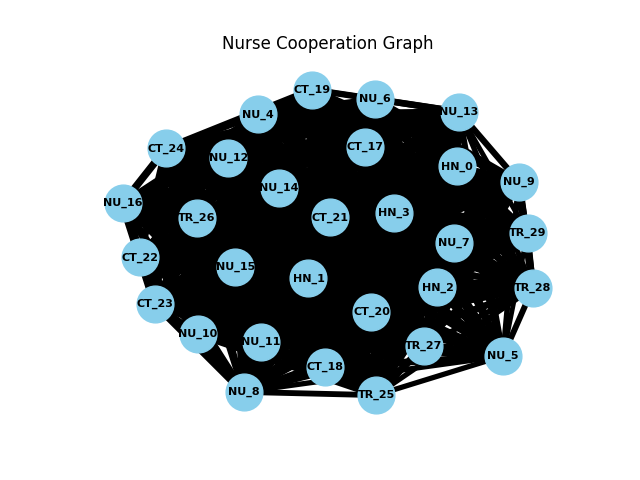 Nurse Cooperation Graph
CT_19
NU_6
NU_4
NU_13
CT_24
CT_17
NU_12
HN_0
NU_9
NU_14
NU_16
TR_26
CT_21
HN_3
TR_29
NU_7
CT_22
NU_15
HN_1
HN_2
TR_28
CT_23
CT_20
NU_10
NU_11
TR_27
NU_5
CT_18
NU_8
TR_25